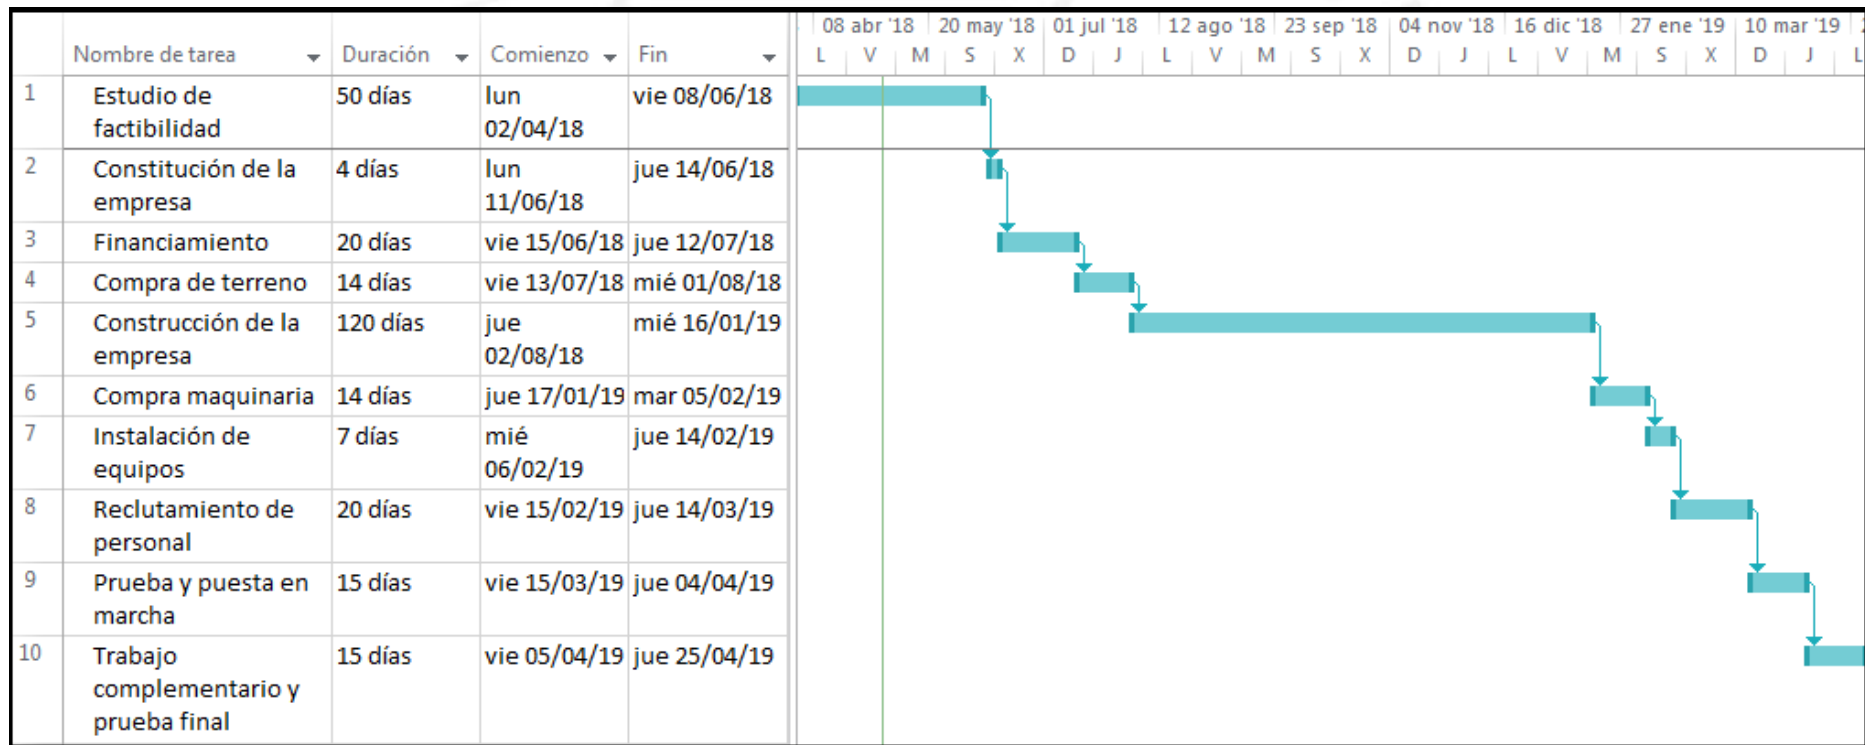 08 abr '18 20 may '18 01 jul '18 12 ago '18 23 sep '18 04 nov '18 16 dic '18 27 ene '19 10 mar '19
Nombre de tarea Duración Comienzo Fin L V M S X D J L V M S X D J L V M S X D J L
1 Estudio de 50 días lun vie 08/06/18
factibilidad 02/04/18
2 Constitución de la 4 días lun jue 14/06/18
empresa 11/06/18
3 Financiamiento 20 días vie 15/06/18 jue 12/07/18
4 Compra de terreno 14 días vie 13/07/18 mié 01/08/18
5 Construcción de la 120 días jue mié 16/01/19
empresa 02/08/18
6 Compra maquinaria 14 días jue 17/01/19 mar 05/02/19
7 Instalación de 7 días mié jue 14/02/19
equipos 06/02/19
8 Reclutamiento de 20 días vie 15/02/19 jue 14/03/19
personal
9 Prueba y puesta en 15 días vie 15/03/19 jue 04/04/19
marcha
10 Trabajo 15 días vie 05/04/19 jue 25/04/19
complementario y
prueba final